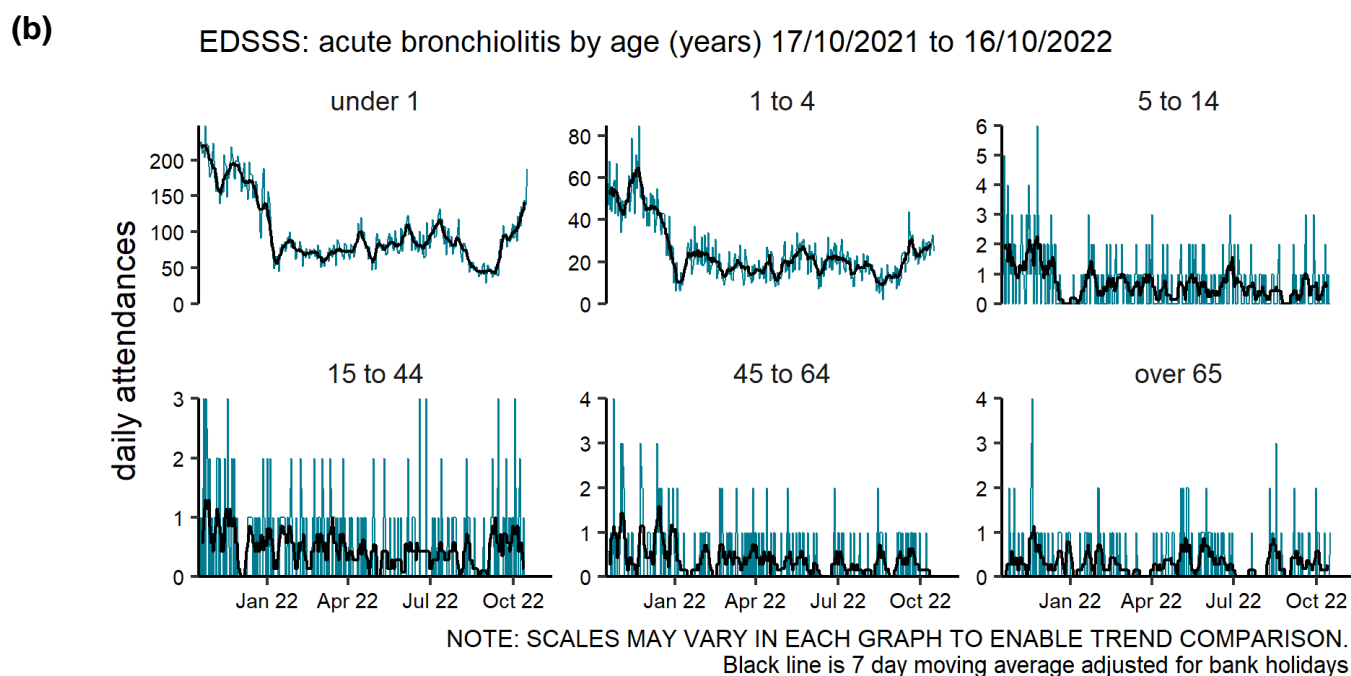 (b)
EDSSS: acute bronchiolitis by age (years) 17/10/2021 to 16/10/2022
daily attendances
under 1
200
150
100
50
0
1 to 4
80
60
40
20
0
5 to 14
6
5
4
3
2
1
0
15 to 44
3
2
1
0
Jan 22 Apr 22 Jul 22 Oct 22
45 to 64
4
3
2
1
0
Jan 22 Apr 22 Jul 22 Oct 22
over 65
4
3
2
1
0
Jan 22 Apr 22 Jul 22 Oct 22
NOTE: SCALES MAY VARY IN EACH GRAPH TO ENABLE TREND COMPARISON.
Black line is 7 day moving average adjusted for bank holidays